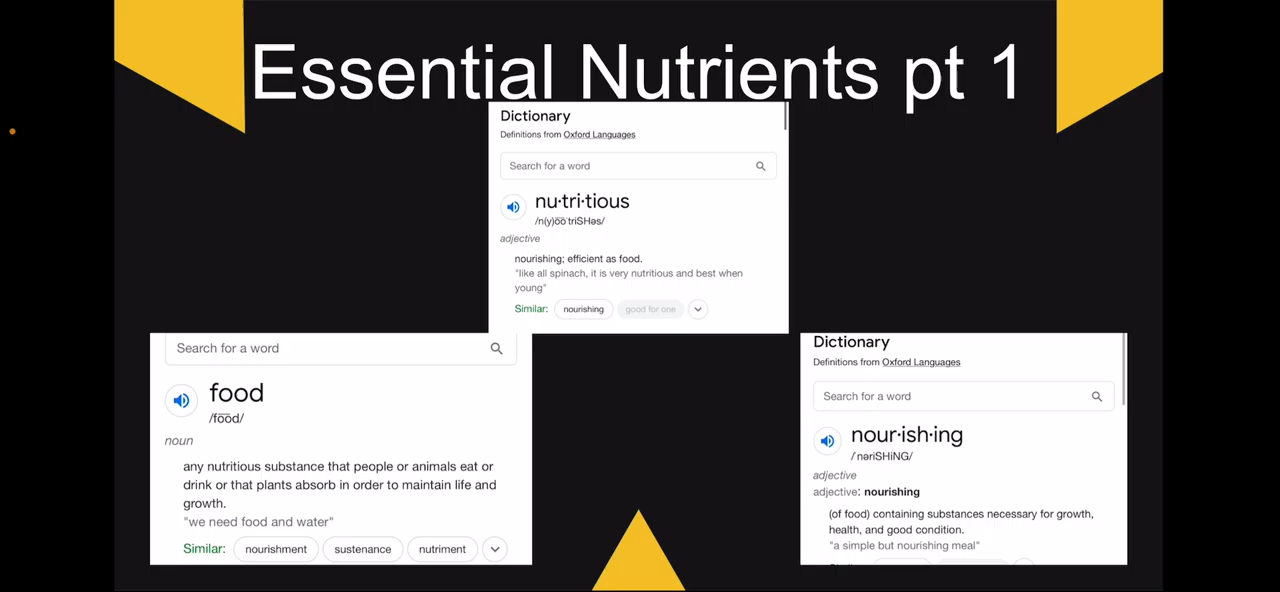 Essential Nutrients pt 1
Dictionary
Definitions from Oxford Languages
Search for a word
nu·tri·tious
/n(y)o͞oˈtriSHəs/
adjective
nourishing; efficient as food.
"like all spinach, it is very nutritious and best when
young"
Similar: nourishing good for one
Search for a word
food
/fo͞od/
noun
any nutritious substance that people or animals eat or
drink or that plants absorb in order to maintain life and
growth.
"we need food and water"
Similar: nourishment sustenance nutriment
Dictionary
Definitions from Oxford Languages
Search for a word
nour·ish·ing
/ˈnəriSHiNG/
adjective
adjective: nourishing
(of food) containing substances necessary for growth,
health, and good condition.
"a simple but nourishing meal"